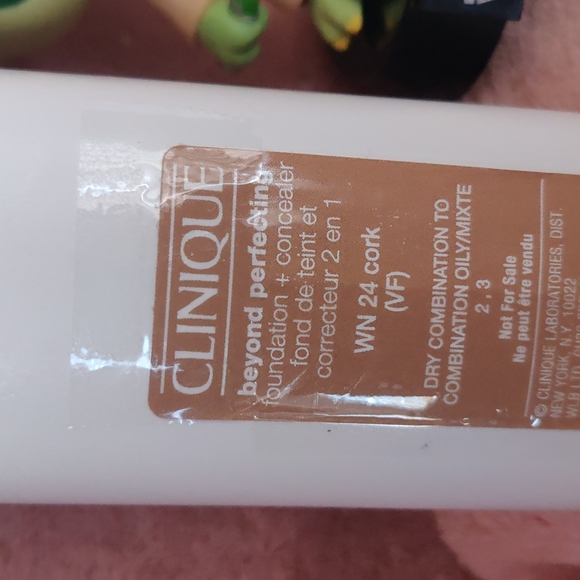 CLINIQUE
beyond perfecting
foundation + concealer
fond de teint et
correcteur 2 en 1
WN 24 cork
(VF)
DRY COMBINATION TO
COMBINATION OILY/MIXTE
2 , 3
Not For Sale
Ne peut être vendu
© CLINIQUE LABORATORIES, DIST.
NEW YORK, N.Y. 10022